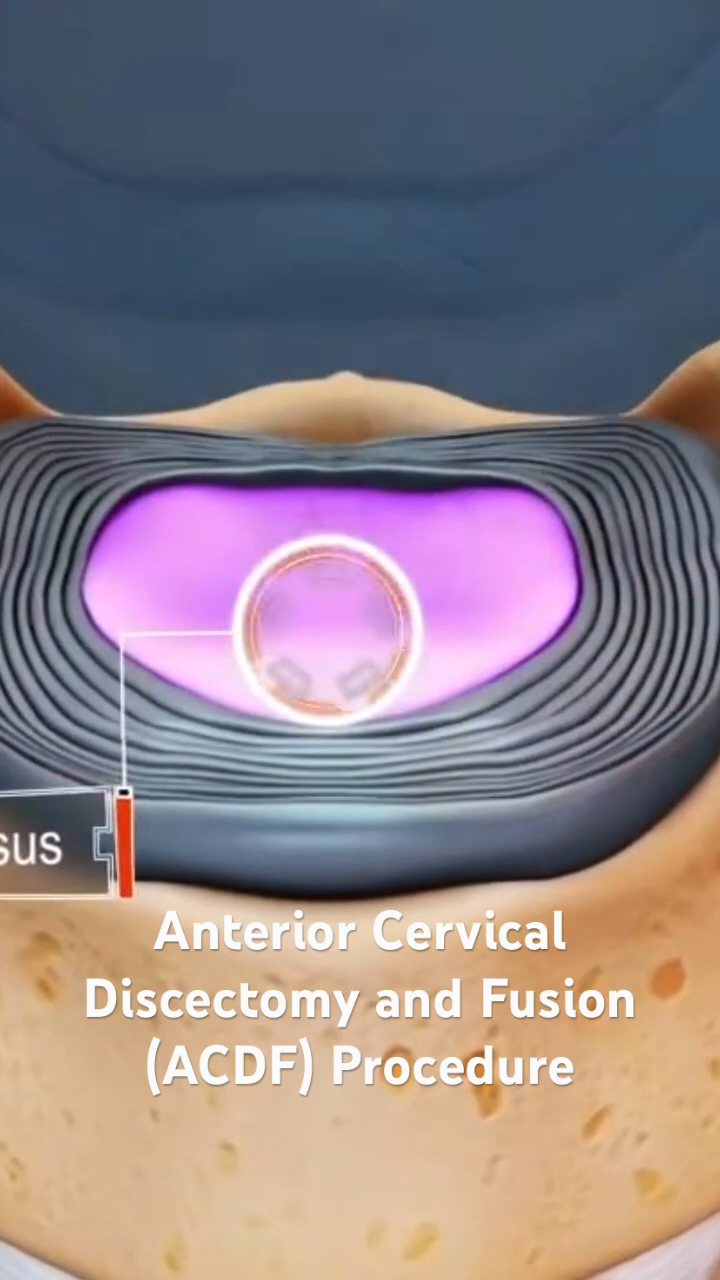 sus
Anterior Cervical
Discectomy and Fusion
(ACDF) Procedure